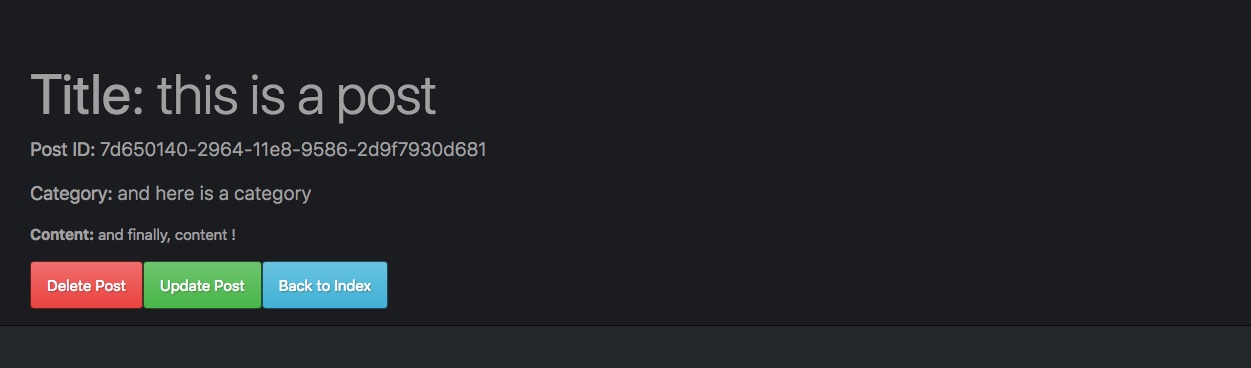 Title: this is a post
Post ID: 7d650140-2964-11e8-9586-2d9f7930d681
Category: and here is a category
Content: and finally, content !
Delete Post Update Post Back to Index